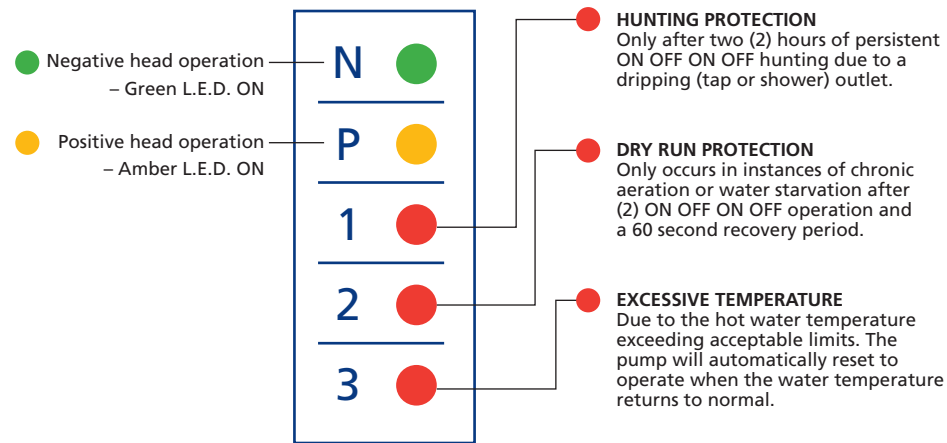 Negative head operation
– Green L.E.D. ON
Positive head operation
– Amber L.E.D. ON
N
P
1
2
3
HUNTING PROTECTION
Only after two (2) hours of persistent
ON OFF ON OFF hunting due to a
dripping (tap or shower) outlet.
DRY RUN PROTECTION
Only occurs in instances of chronic
aeration or water starvation after
(2) ON OFF ON OFF operation and
a 60 second recovery period.
EXCESSIVE TEMPERATURE
Due to the hot water temperature
exceeding acceptable limits. The
pump will automatically reset to
operate when the water temperature
returns to normal.